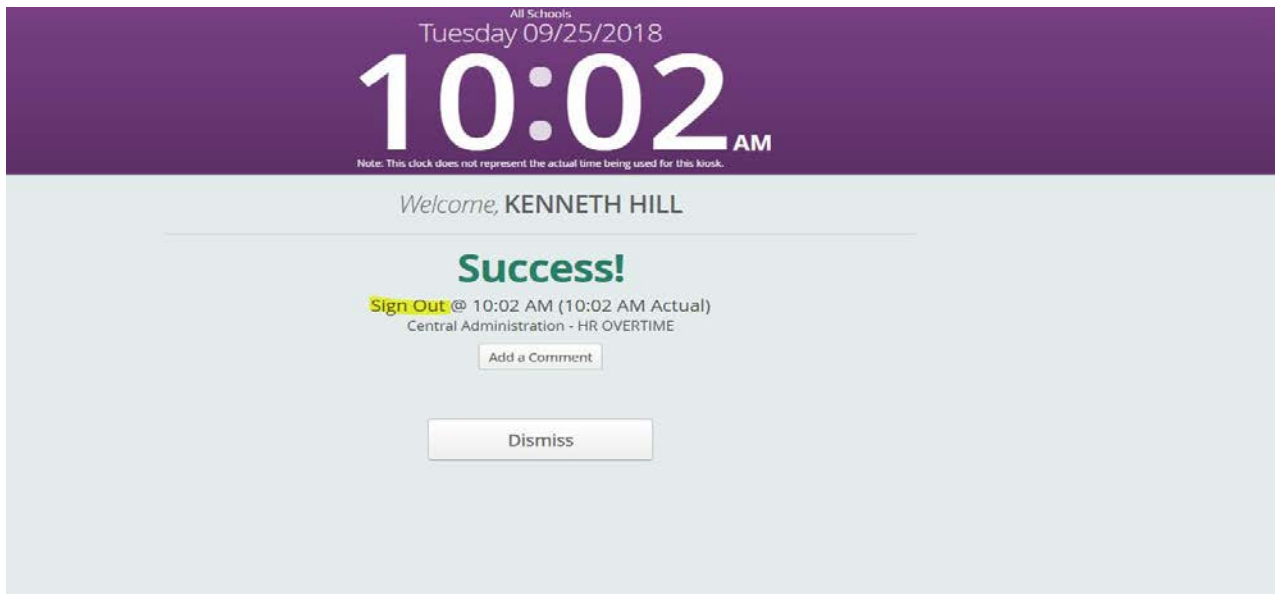 All Schools
Tuesday 09/25/2018
10:02 AM
Note: This clock does not represent the actual time being used for this kiosk.
Welcome, KENNETH HILL
Success!
Sign Out @ 10:02 AM (10:02 AM Actual)
Central Administration - HR OVERTIME
Add a Comment
Dismiss